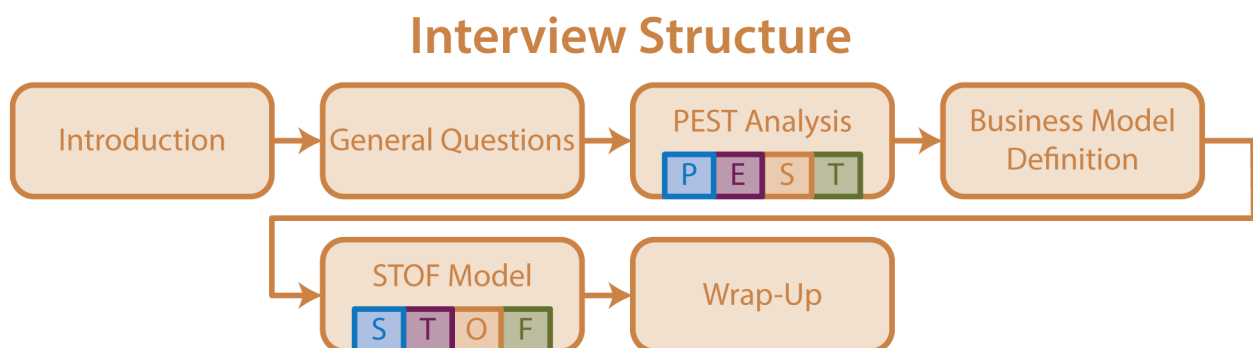 Interview Structure
Introduction
General Questions
PEST Analysis
P E S T
Business Model
Definition
STOF Model
S T O F
Wrap-Up